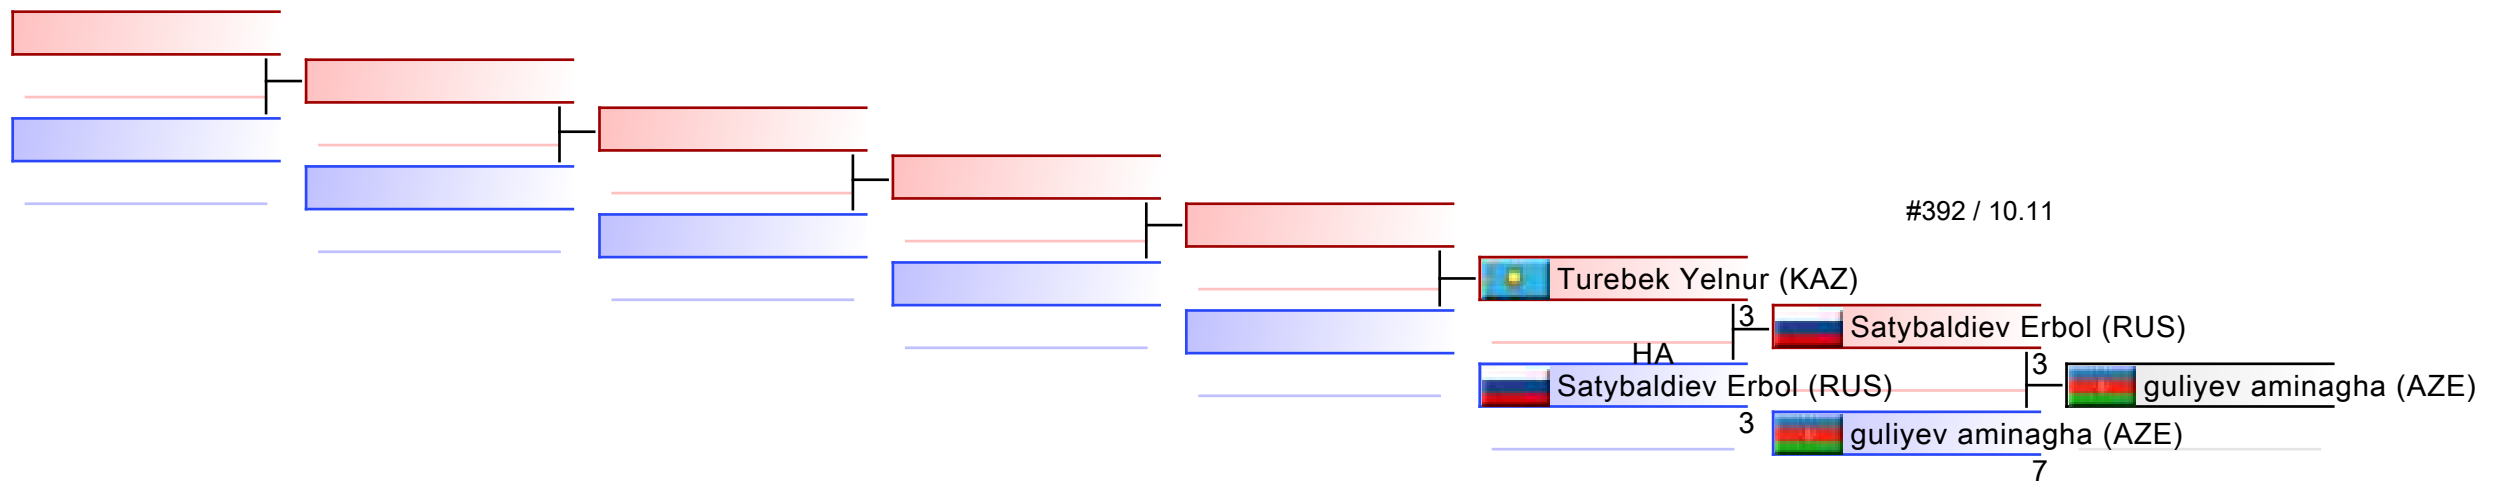 #392 / 10.11
Turebek Yelnur (KAZ)
3
Satybaldiev Erbol (RUS)
HA
3
Satybaldiev Erbol (RUS)
guliyev aminagha (AZE)
3
guliyev aminagha (AZE)
7